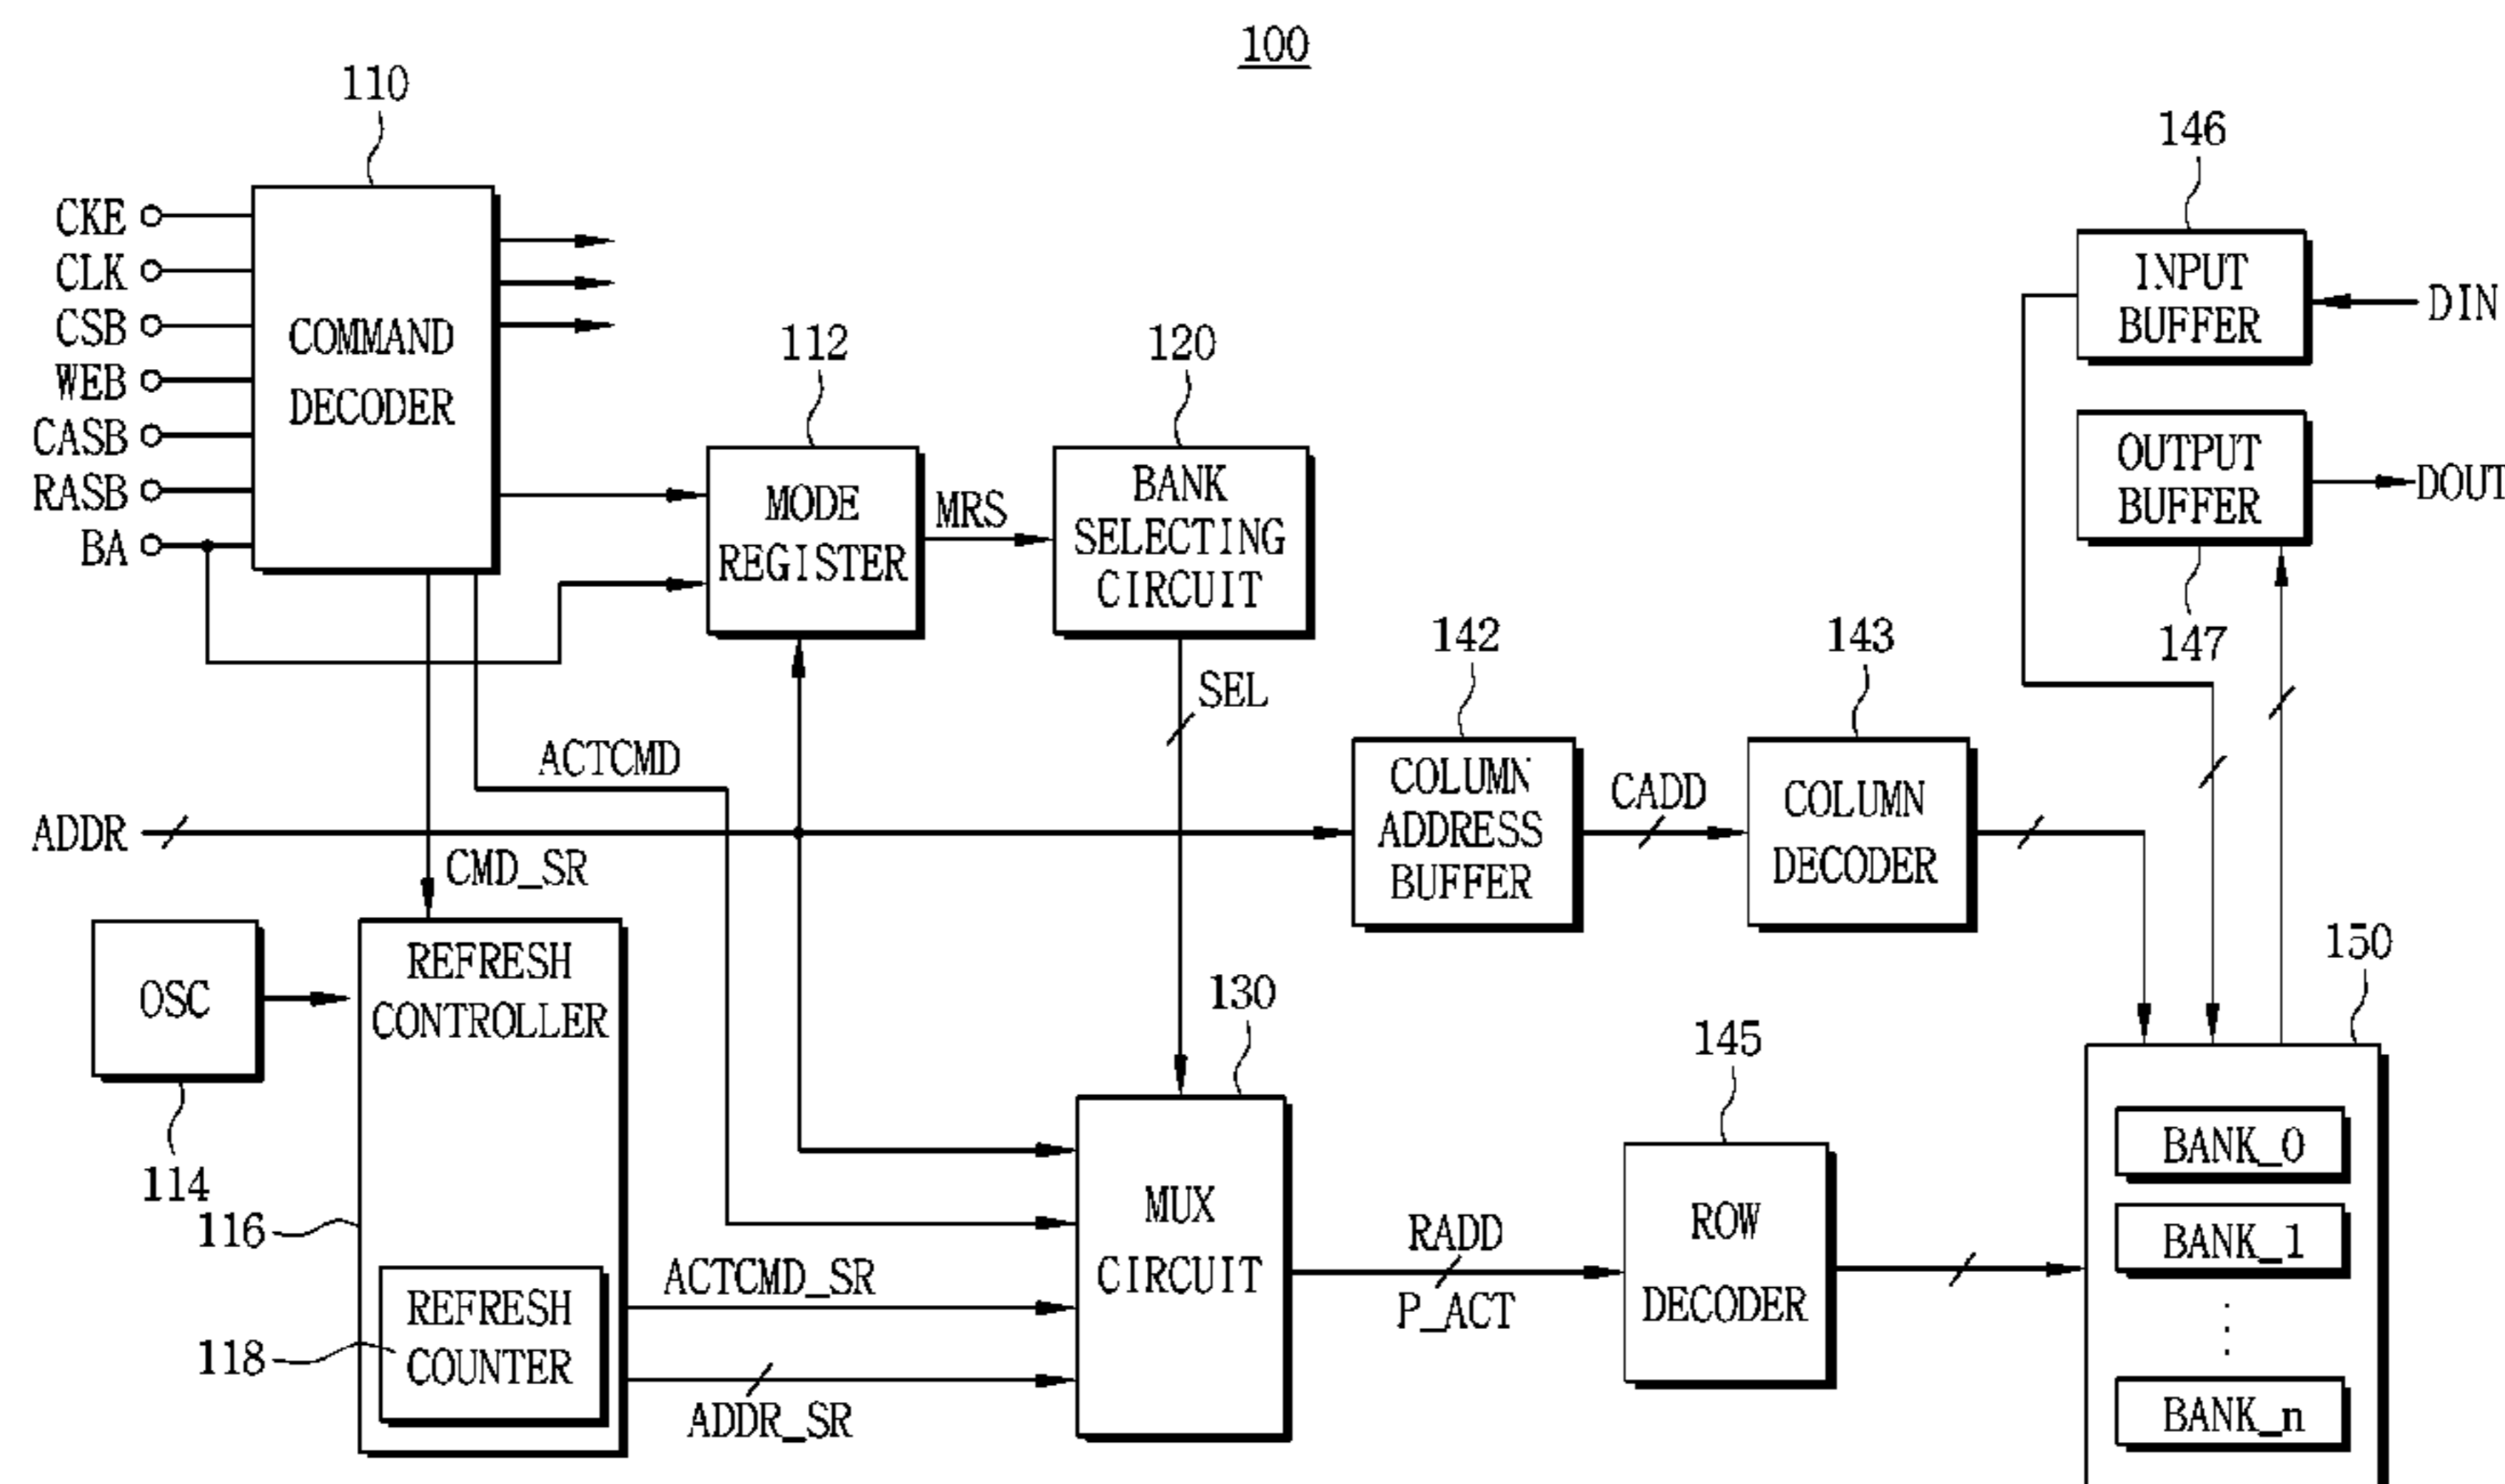 100
110
CKE
CLK
CSB
WEB
CASB
RASB
BA
COMMAND
DECODER
112
MODE
REGISTER
MRS
120
BANK
SELECTING
CIRCUIT
SEL
146
INPUT
BUFFER
DIN
OUTPUT
BUFFER
DOUT
147
142
COLUMN
ADDRESS
BUFFER
CADD
143
COLUMN
DECODER
ACTCMD
ADDR
CMD_SR
OSC
114
REFRESH
CONTROLLER
116
REFRESH
COUNTER
118
ACTCMD_SR
ADDR_SR
130
MUX
CIRCUIT
RADD
P_ACT
145
ROW
DECODER
150
BANK_0
BANK_1
BANK_n